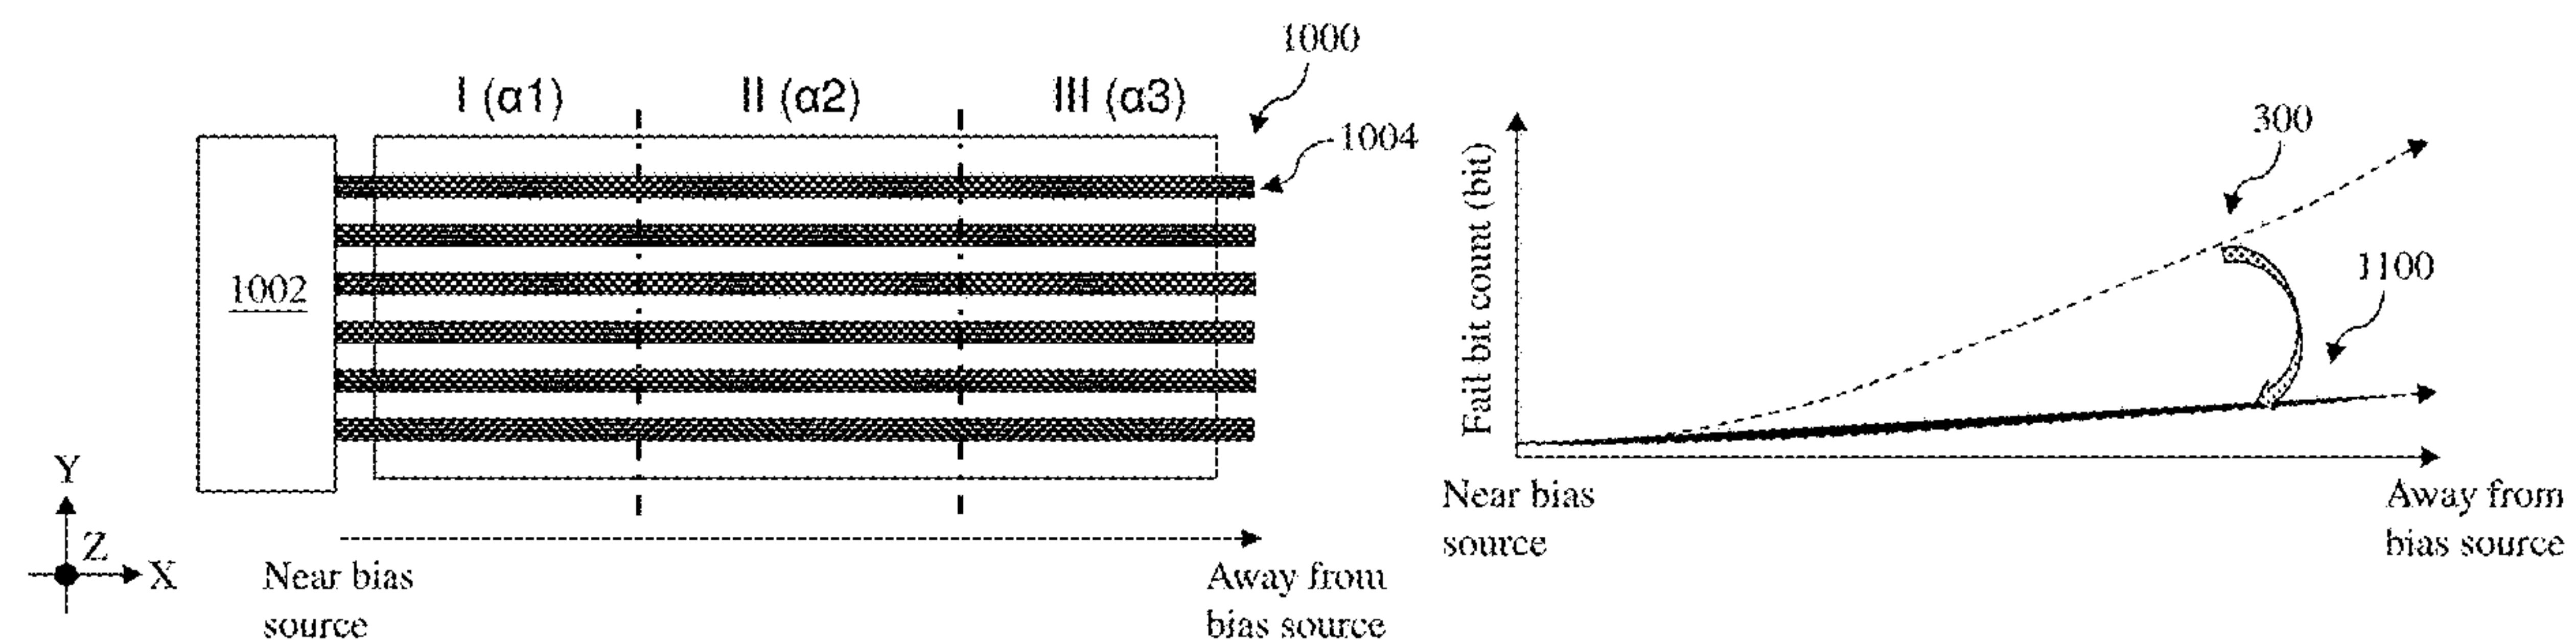 1000
I (α1) II (α2) III (α3)
1004
1002
Y
Z
X
Near bias
source
Away from
bias source
300
1100
Fail bit count (bit)
Near bias
source
Away from
bias source